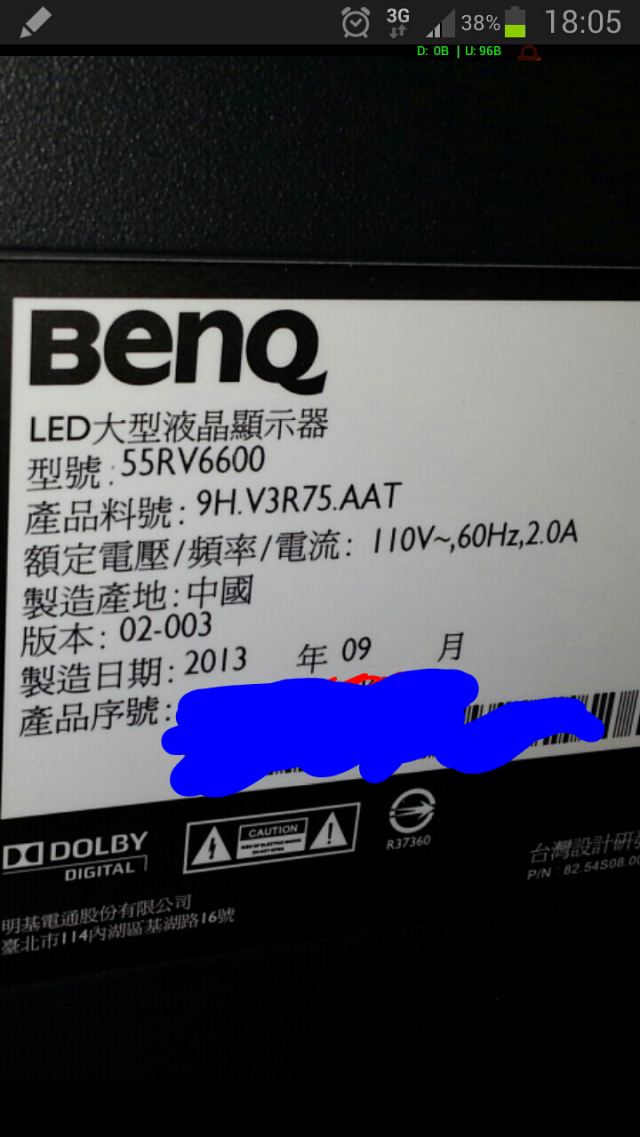 3G 38% 18:05
D: 0B | U: 96B
BenQ
LED大型液晶顯示器
型號:55RV6600
產品料號:9H.V3R75.AAT
額定電壓/頻率/電流:110V~,60Hz,2.0A
製造產地:中國
版本:02-003
製造日期:2013 年 09 月
產品序號:
DOLBY
DIGITAL
CAUTION
R37360
台灣設計研
P/N : 82.54S08.00
明基電通股份有限公司
臺北市114內湖區基湖路16號